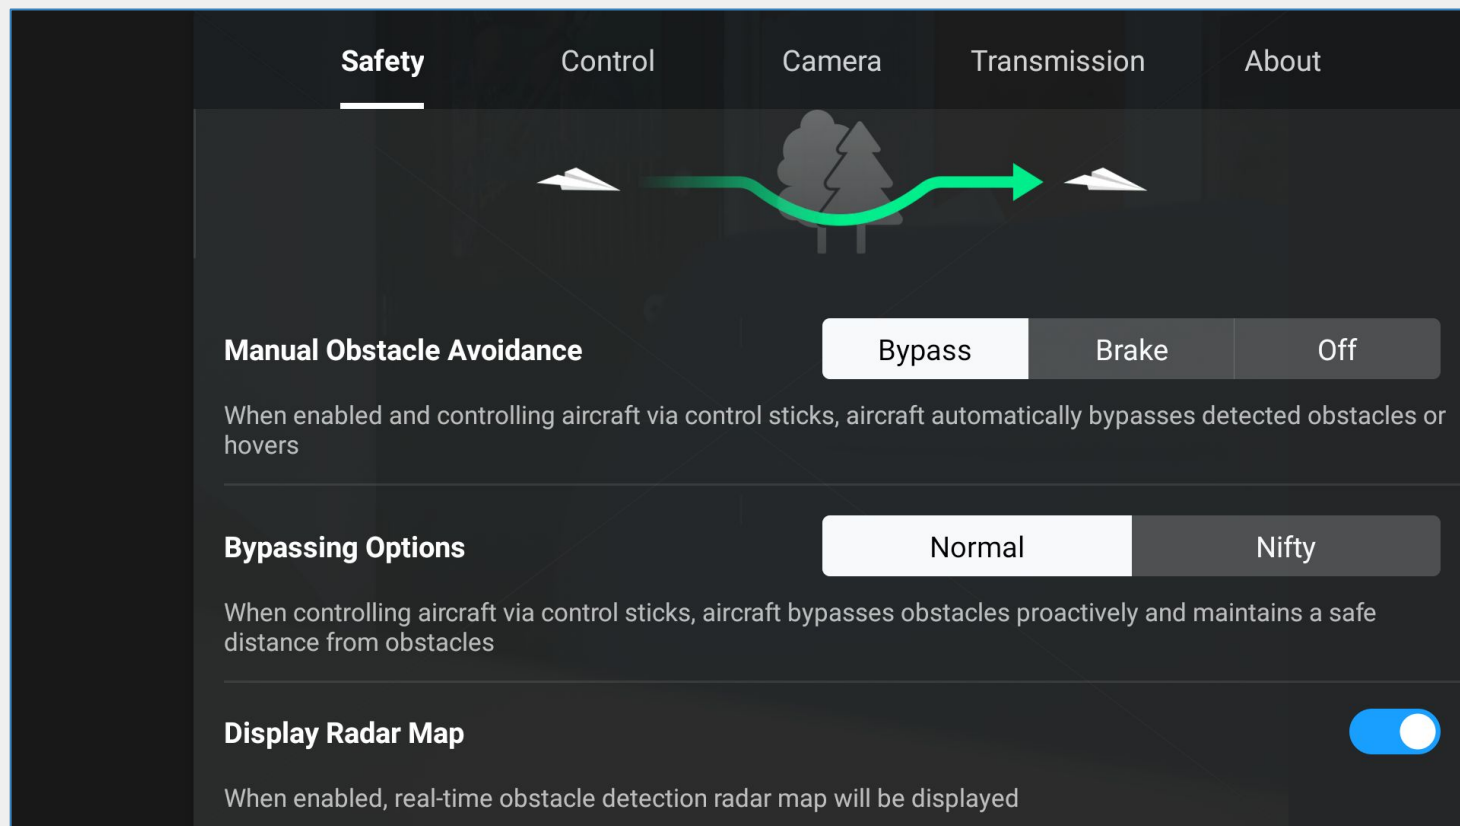 Safety Control Camera Transmission About
Manual Obstacle Avoidance Bypass Brake Off
When enabled and controlling aircraft via control sticks, aircraft automatically bypasses detected obstacles or
hovers
Bypassing Options Normal Nifty
When controlling aircraft via control sticks, aircraft bypasses obstacles proactively and maintains a safe
distance from obstacles
Display Radar Map
When enabled, real-time obstacle detection radar map will be displayed